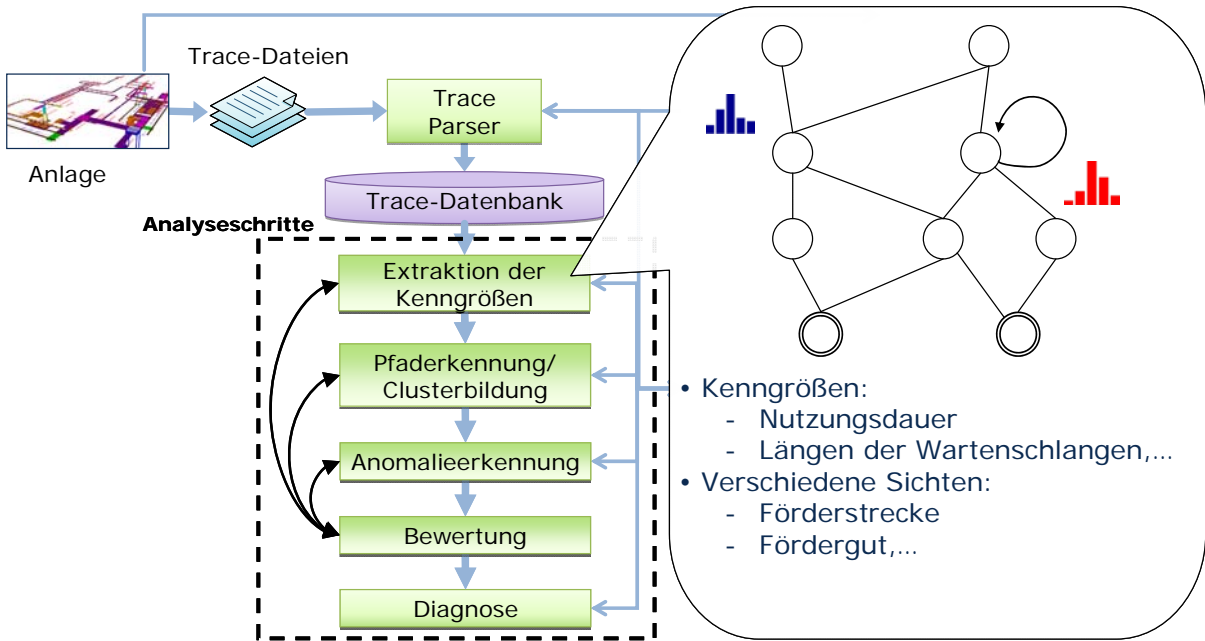 Trace-Dateien
Anlage
Trace
Parser
Trace-Datenbank
Analyseschritte
Extraktion der
Kenngrößen
Pfaderkennung/
Clusterbildung
Anomalieerkennung
Bewertung
Diagnose
• Kenngrößen:
- Nutzungsdauer
- Längen der Wartenschlangen,...
• Verschiedene Sichten:
- Förderstrecke
- Fördergut,...